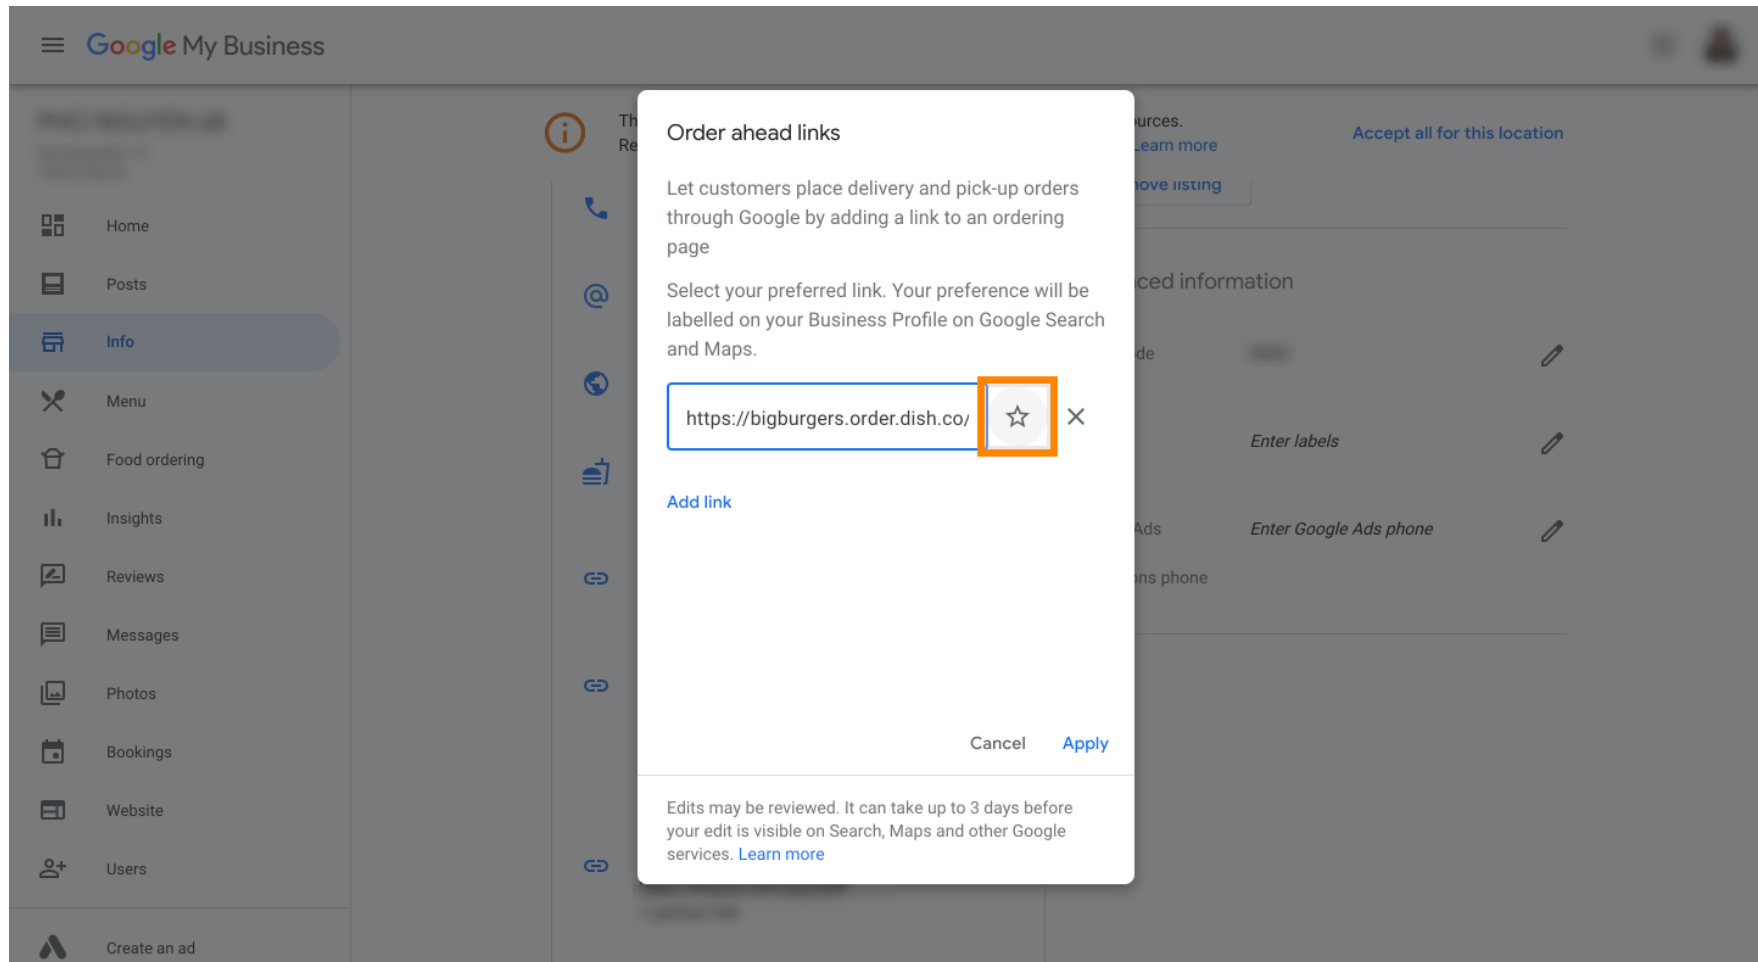 Google My Business
Home
Posts
Info
Menu
Food ordering
Insights
Reviews
Messages
Photos
Bookings
Website
Users
Create an ad
Th
Re
urces.
Learn more
Accept all for this location
ove listing
ced information
de
Enter labels
Ads
Enter Google Ads phone
ons phone
Order ahead links
Let customers place delivery and pick-up orders
through Google by adding a link to an ordering
page
Select your preferred link. Your preference will be
labelled on your Business Profile on Google Search
and Maps.
https://bigburgers.order.dish.co/
Add link
Cancel Apply
Edits may be reviewed. It can take up to 3 days before
your edit is visible on Search, Maps and other Google
services. Learn more